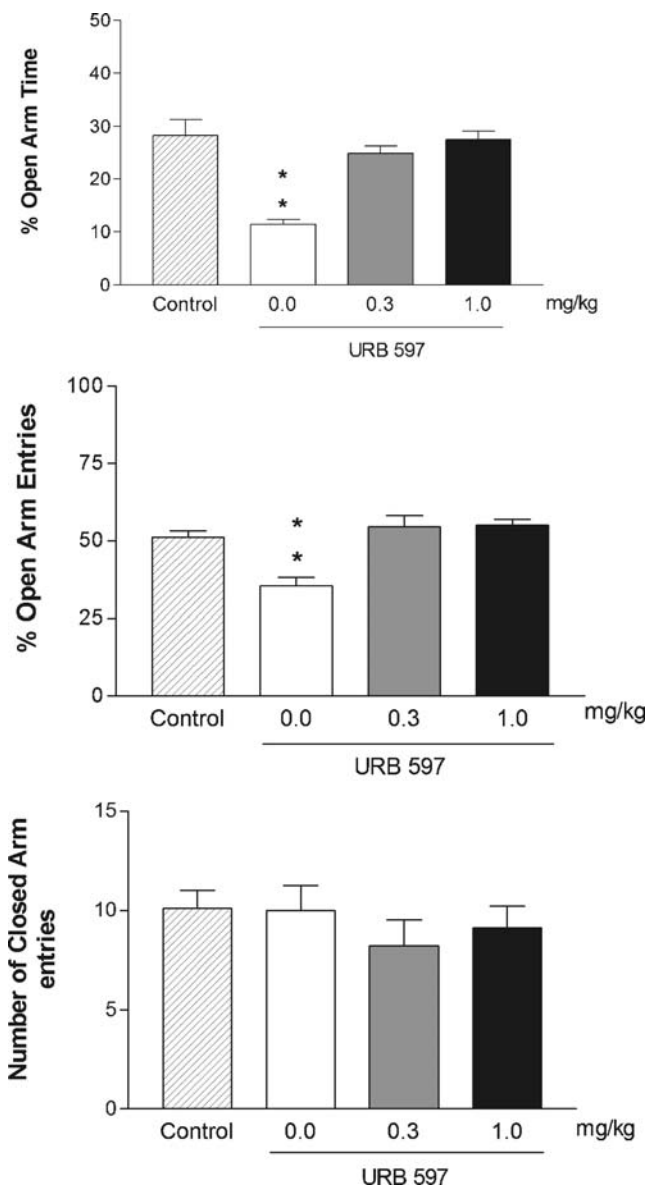 % Open Arm Time
50
40
30
20
10
0
*
*
Control 0.0 0.3 1.0 mg/kg
URB 597
% Open Arm Entries
100
75
50
25
0
*
*
Control 0.0 0.3 1.0 mg/kg
URB 597
Number of Closed Arm
entries
15
10
5
0
Control 0.0 0.3 1.0 mg/kg
URB 597